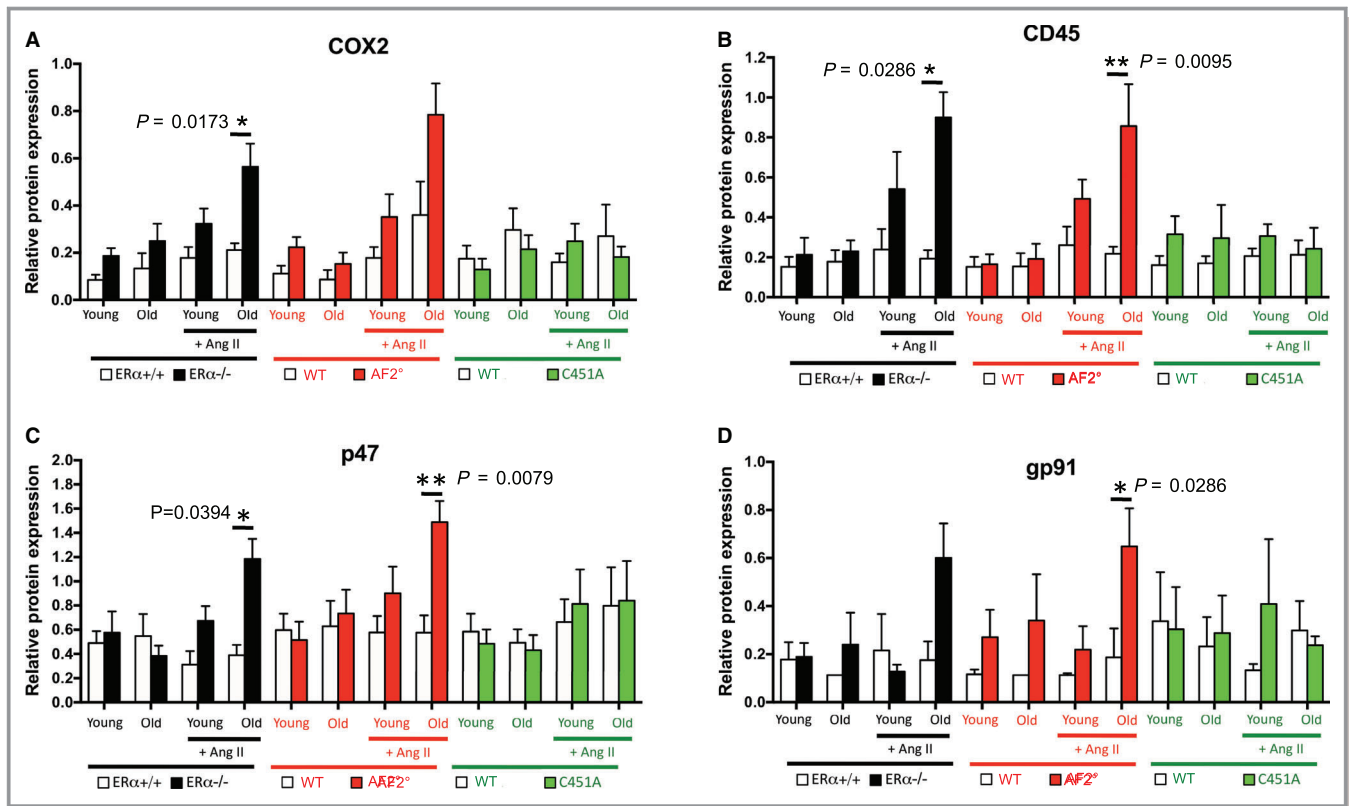 A
COX2
Relative protein expression
1.0
0.8
0.6
0.4
0.2
0.0
P = 0.0173 *
Young Old Young Old Young Old Young Old Young Old Young Old
+ Ang II + Ang II + Ang II
ERα+/+ ERα-/- WT AF2° WT C451A
B
CD45
Relative protein expression
1.2
1.0
0.8
0.6
0.4
0.2
0.0
P = 0.0286 *
** P = 0.0095
Young Old Young Old Young Old Young Old Young Old Young Old
+ Ang II + Ang II + Ang II
ERα+/+ ERα-/- WT AF2° WT C451A
C
p47
Relative protein expression
2.0
1.8
1.6
1.4
1.2
1.0
0.8
0.6
0.4
0.2
0.0
P=0.0394 *
** P = 0.0079
Young Old Young Old Young Old Young Old Young Old Young Old
+ Ang II + Ang II + Ang II
ERα+/+ ERα-/- WT AF2° WT C451A
D
gp91
Relative protein expression
1.0
0.8
0.6
0.4
0.2
0.0
* P = 0.0286
Young Old Young Old Young Old Young Old Young Old Young Old
+ Ang II + Ang II + Ang II
ERα+/+ ERα-/- WT AF2° WT C451A